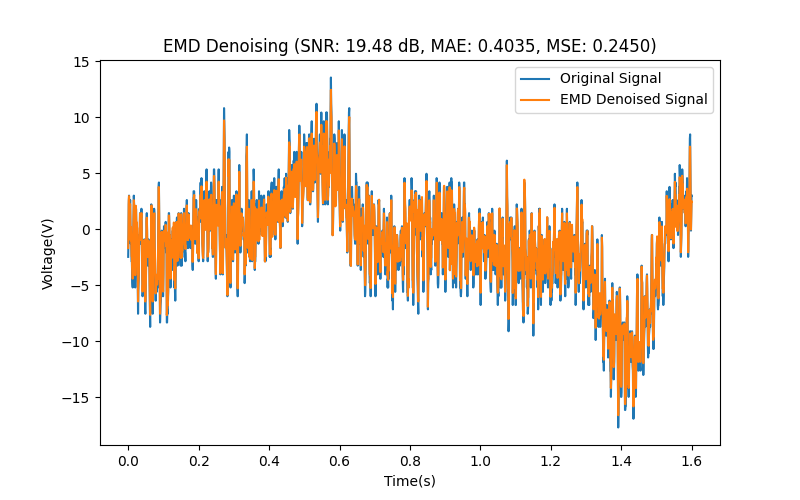 EMD Denoising (SNR: 19.48 dB, MAE: 0.4035, MSE: 0.2450)
Original Signal
EMD Denoised Signal
15
10
5
0
−5
−10
−15
Voltage(V)
0.0 0.2 0.4 0.6 0.8 1.0 1.2 1.4 1.6
Time(s)